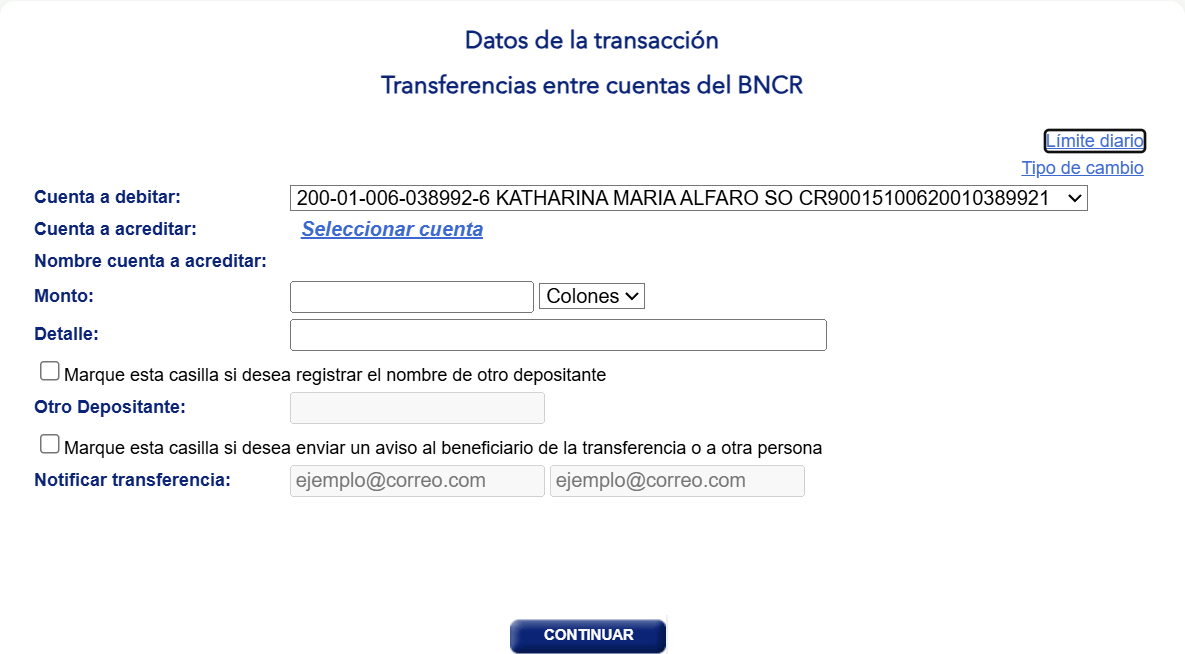 Datos de la transacción
Transferencias entre cuentas del BNCR
Límite diario
Tipo de cambio
Cuenta a debitar: 200-01-006-038992-6 KATHARINA MARIA ALFARO SO CR90015100620010389921
Cuenta a acreditar: Seleccionar cuenta
Nombre cuenta a acreditar:
Monto: Colones
Detalle:
Marque esta casilla si desea registrar el nombre de otro depositante
Otro Depositante:
Marque esta casilla si desea enviar un aviso al beneficiario de la transferencia o a otra persona
Notificar transferencia: ejemplo@correo.com ejemplo@correo.com
CONTINUAR